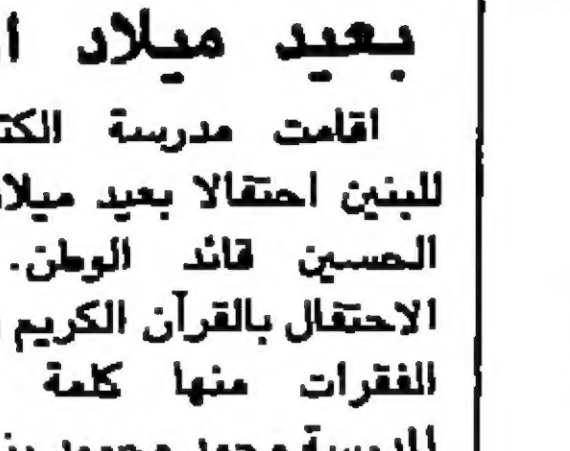 بعيد ميلاد
اقامت مدرسة
للبنين احتفالا بعيد
الحسين قائد الوطن.
الاحتفال بالقرآن الكريم
الفقرات منها كلمة